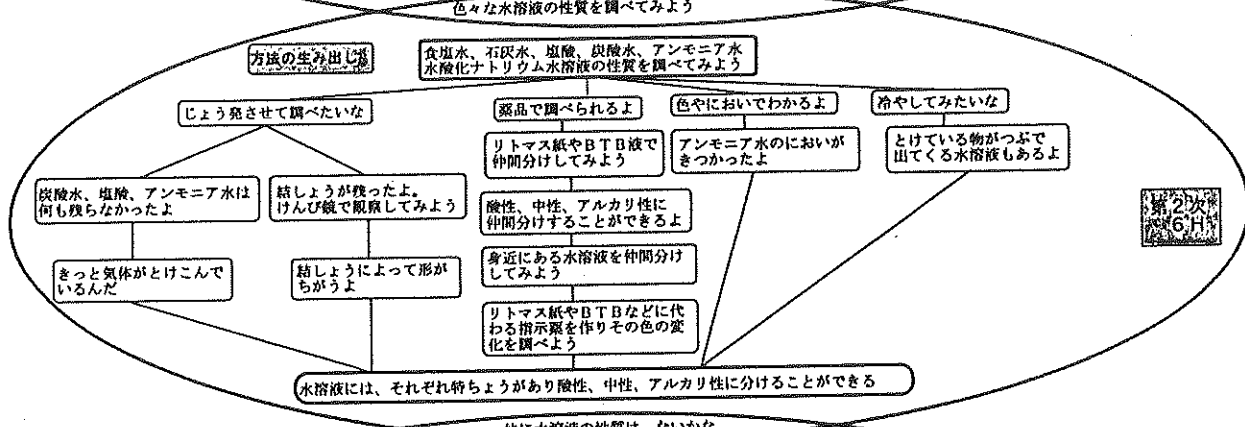 色々な水溶液の性質を調べてみよう
方法の生み出し
食塩水、石灰水、塩酸、炭酸水、アンモニア水
水酸化ナトリウム水溶液の性質を調べてみよう
じょう発させて調べたいな
薬品で調べられるよ
色やにおいでわかるよ
冷やしてみたいな
リトマス紙やBTB液で
仲間分けしてみよう
アンモニア水のにおいが
きつかったよ
とけている物がつぶで
出てくる水溶液もあるよ
炭酸水、塩酸、アンモニア水は
何も残らなかったよ
結しょうが残ったよ。
けんび鏡で観察してみよう
酸性、中性、アルカリ性に
仲間分けすることができるよ
第2次
6H
きっと気体がとけこんで
いるんだ
結しょうによって形が
ちがうよ
身近にある水溶液を仲間分け
してみよう
リトマス紙やBTBなどに代
わる指示薬を作りその色の変
化を調べよう
水溶液には、それぞれ特ちょうがあり酸性、中性、アルカリ性に分けることができる
他に水溶液の性質は、ないかな